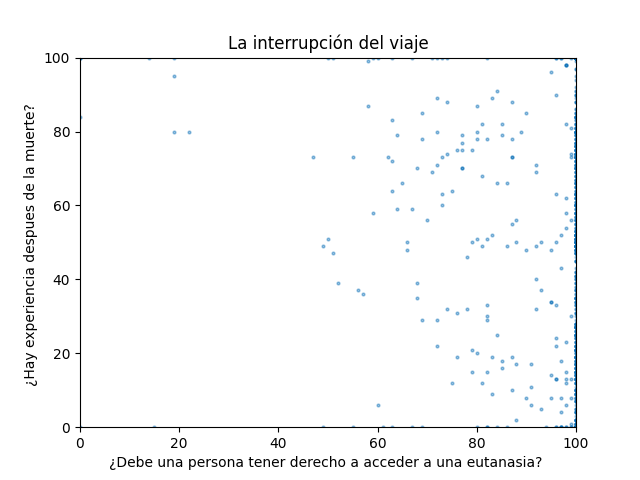 La interrupción del viaje
¿Hay experiencia despues de la muerte?
100
80
60
40
20
0
0 20 40 60 80 100
¿Debe una persona tener derecho a acceder a una eutanasia?